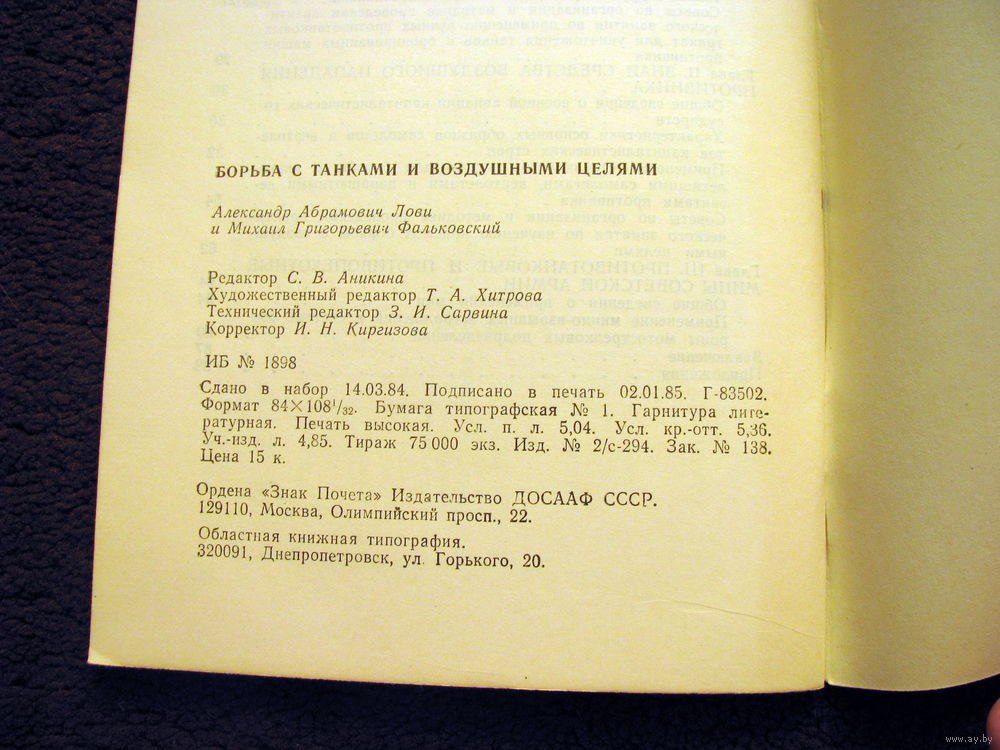 БОРЬБА С ТАНКАМИ И ВОЗДУШНЫМИ ЦЕЛЯМИ
Александр Абрамович Лови
и Михаил Григорьевич Фальковский
Редактор С. В. Аникина
Художественный редактор Т. А. Хитрова
Технический редактор З. И. Сарвина
Корректор И. Н. Киргизова
ИБ № 1898
Сдано в набор 14.03.84. Подписано в печать 02.01.85. Г-83502.
Формат 84×108¹/₃₂. Бумага типографская № 1. Гарнитура лите-
ратурная. Печать высокая. Усл. п. л. 5,04. Усл. кр.-отт. 5,36.
Уч.-изд. л. 4,85. Тираж 75 000 экз. Изд. № 2/с-294. Зак. № 138.
Цена 15 к.
Ордена «Знак Почета» Издательство ДОСААФ СССР.
129110, Москва, Олимпийский просп., 22.
Областная книжная типография.
320091, Днепропетровск, ул. Горького, 20.
www.ay.by